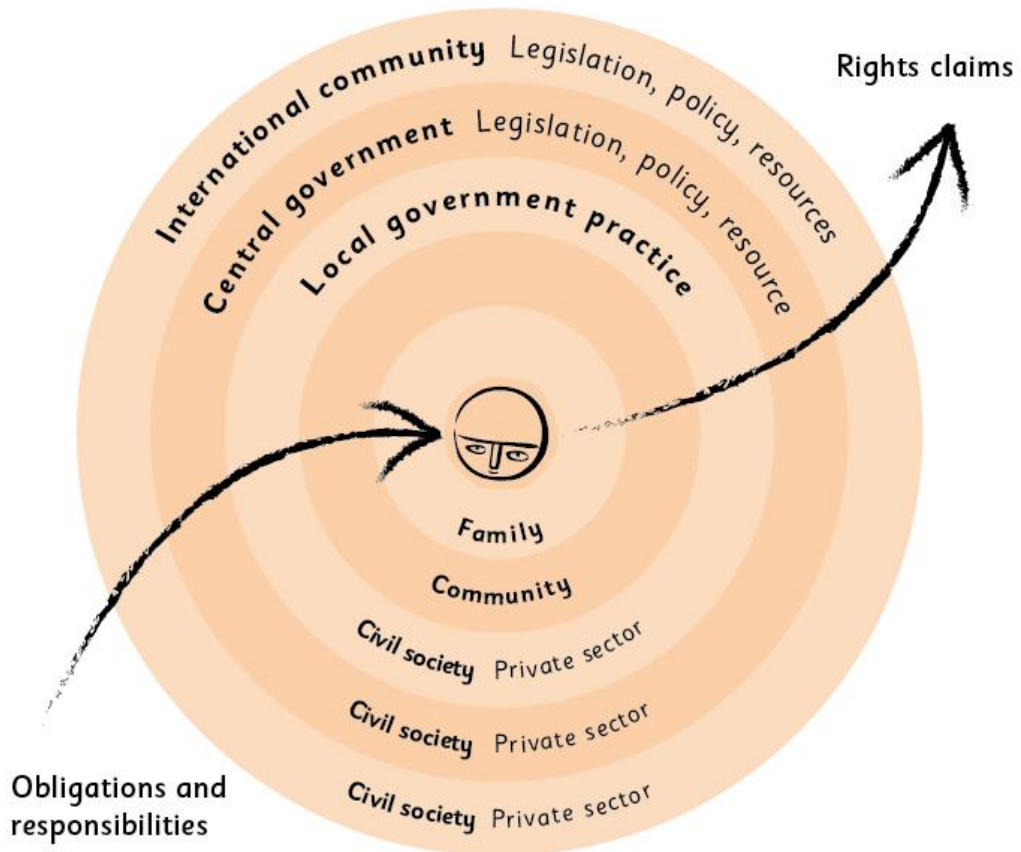 International community Legislation, policy, resources
Rights claims
Central government Legislation, policy, resource
Local government practice
Family
Community
Civil society Private sector
Civil society Private sector
Civil society Private sector
Obligations and
responsibilities